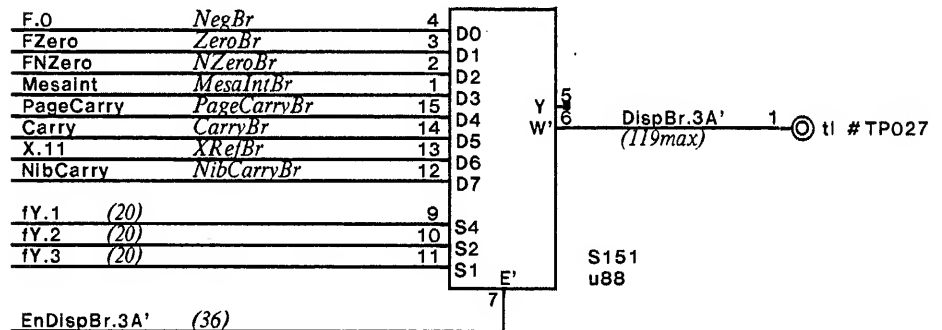 F.0 NegBr 4 D0
FZero ZeroBr 3 D1
FNZero NZeroBr 2 D2
Mesaint MesaIntBr 1 D3
PageCarry PageCarryBr 15 D4
Carry CarryBr 14 D5
X.11 XRefBr 13 D6
NibCarry NibCarryBr 12 D7
Y 5
W' 6 DispBr.3A' 1 tl #TP027
(119max)
fY.1 (20) 9 S4
fY.2 (20) 10 S2
fY.3 (20) 11 S1
E'
7
S151
u88
EnDispBr.3A' (36)